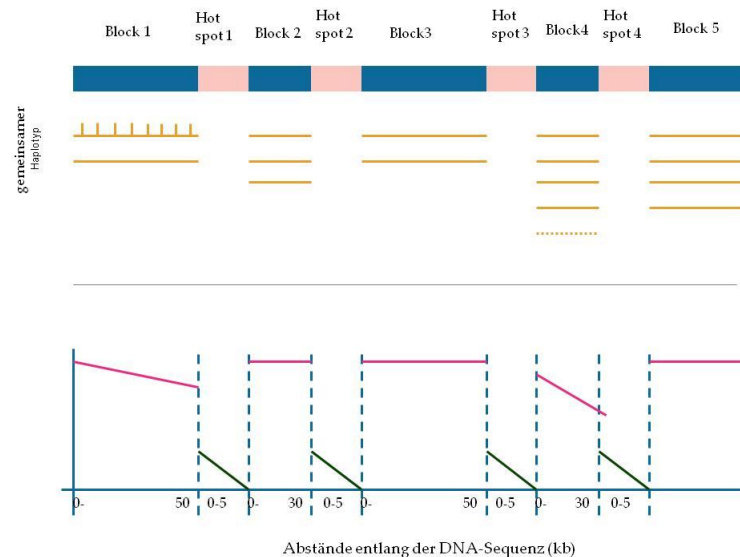 Block 1
Hot
spot 1
Block 2
Hot
spot 2
Block3
Hot
spot 3
Block4
Hot
spot 4
Block 5
gemeinsamer
Haplotyp
0-
50
0-5
0-
30
0-5
0-
50
0-5
0-
30
0-5
Abstände entlang der DNA-Sequenz (kb)